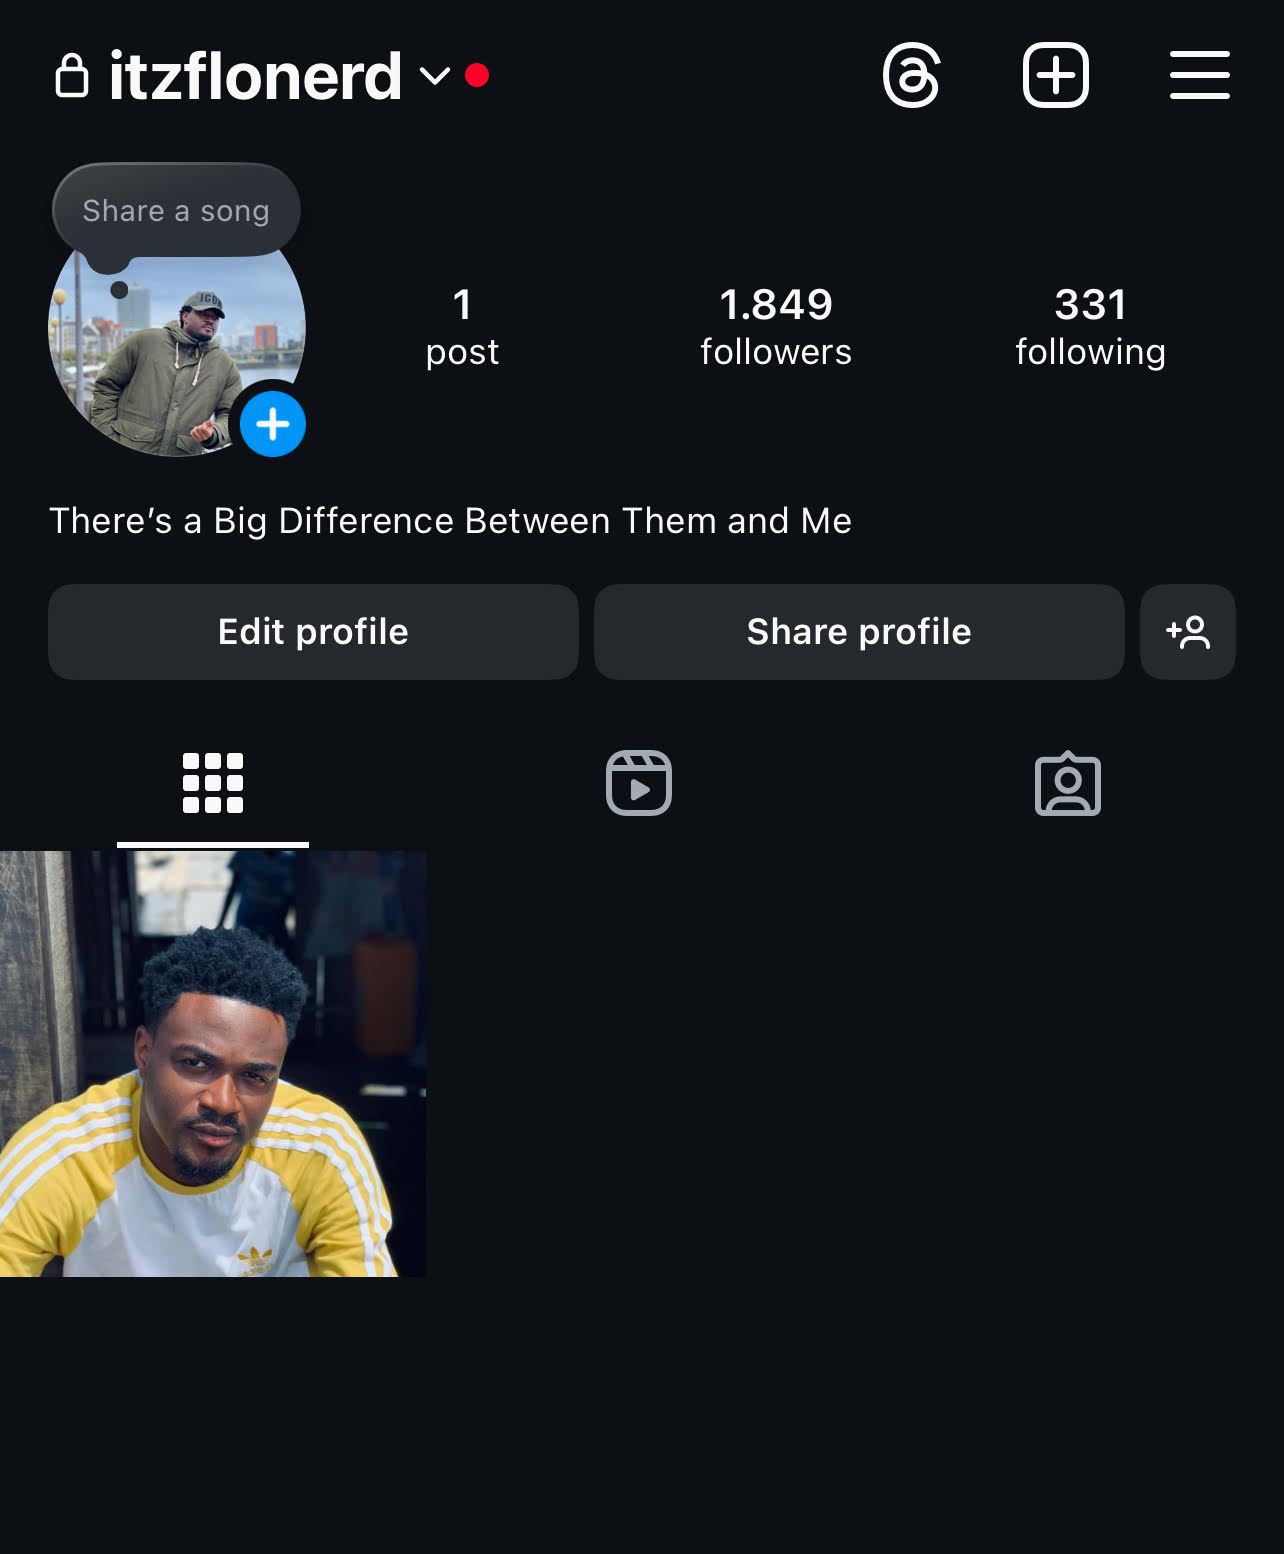 itzflonerd
Share a song
1
post
1.849
followers
331
following
There’s a Big Difference Between Them and Me
Edit profile
Share profile